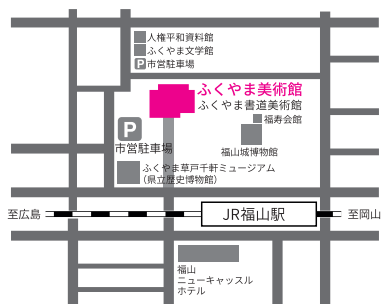 人権平和資料館
ふくやま文学館
P 市営駐車場
ふくやま美術館
ふくやま書道美術館
福寿会館
P
市営駐車場
福山城博物館
ふくやま草戸千軒ミュージアム
（県立歴史博物館）
至広島
JR福山駅
至岡山
福山
ニューキャッスル
ホテル